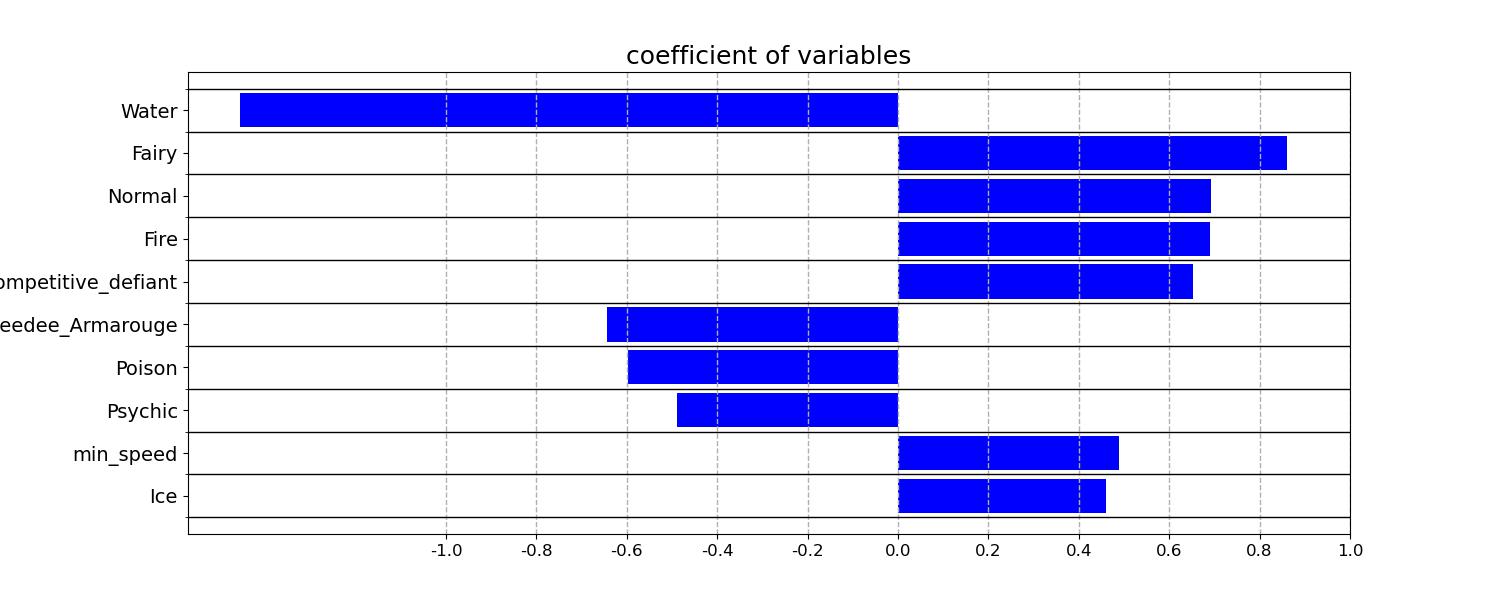 coefficient of variables
Water
Fairy
Normal
Fire
ompetitive_defiant
eedee_Armarouge
Poison
Psychic
min_speed
Ice
-1.0 -0.8 -0.6 -0.4 -0.2 0.0 0.2 0.4 0.6 0.8 1.0